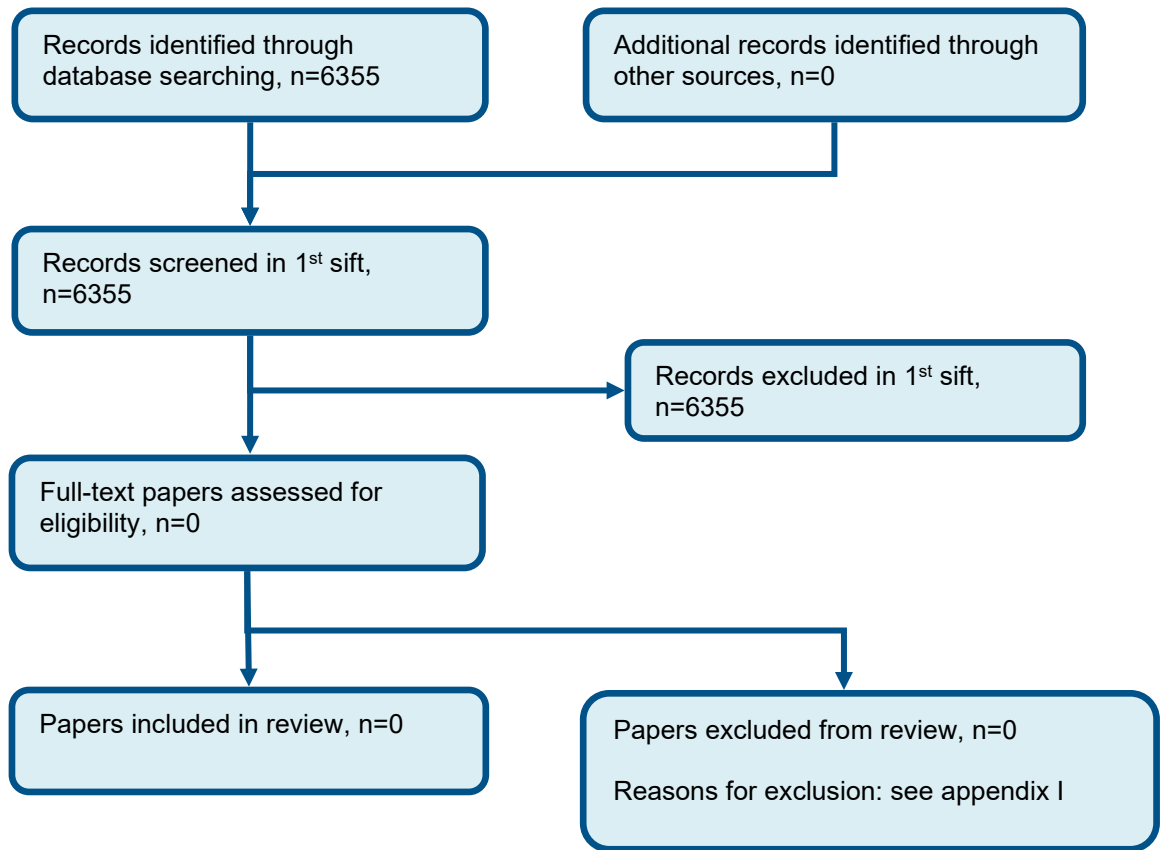 Records identified through
database searching, n=6355
Additional records identified through
other sources, n=0
Records screened in 1st sift,
n=6355
Records excluded in 1st sift,
n=6355
Full-text papers assessed for
eligibility, n=0
Papers included in review, n=0
Papers excluded from review, n=0
Reasons for exclusion: see appendix I